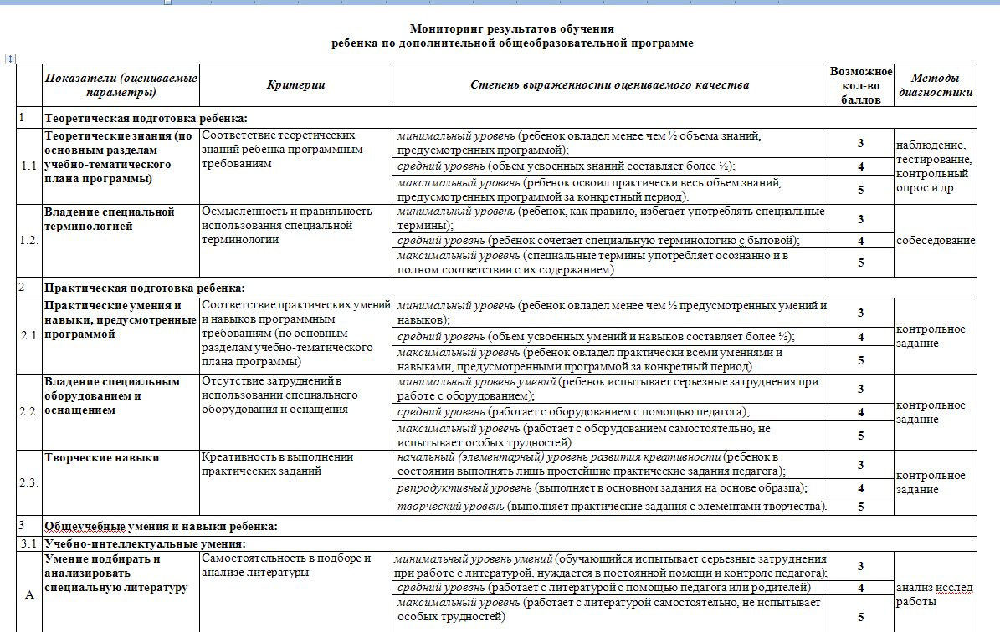 Мониторинг результатов обучения
ребенка по дополнительной общеобразовательной программе
Показатели (оцениваемые
параметры)
Критерии
Степень выраженности оцениваемого качества
Возможное
кол-во
баллов
Методы
диагностики
1
Теоретическая подготовка ребенка:
1.1
Теоретические знания (по
основным разделам
учебно-тематического
плана программы)
Соответствие теоретических
знаний ребенка программным
требованиям
минимальный уровень (ребенок овладел менее чем ½ объема знаний,
предусмотренных программой);
3
средний уровень (объем усвоенных знаний составляет более ½);
4
максимальный уровень (ребенок освоил практически весь объем знаний,
предусмотренных программой за конкретный период).
5
наблюдение,
тестирование,
контрольный
опрос и др.
1.2.
Владение специальной
терминологией
Осмысленность и правильность
использования специальной
терминологии
минимальный уровень (ребенок, как правило, избегает употреблять специальные
термины);
3
средний уровень (ребенок сочетает специальную терминологию с бытовой);
4
максимальный уровень (специальные термины употребляет осознанно и в
полном соответствии с их содержанием)
5
собеседование
2
Практическая подготовка ребенка:
2.1
Практические умения и
навыки, предусмотренные
программой
Соответствие практических умений
и навыков программным
требованиям (по основным
разделам учебно-тематического
плана программы)
минимальный уровень (ребенок овладел менее чем ½ предусмотренных умений и
навыков);
3
средний уровень (объем усвоенных умений и навыков составляет более ½);
4
максимальный уровень (ребенок овладел практически всеми умениями и
навыками, предусмотренными программой за конкретный период).
5
контрольное
задание
2.2.
Владение специальным
оборудованием и
оснащением
Отсутствие затруднений в
использовании специального
оборудования и оснащения
минимальный уровень умений (ребенок испытывает серьезные затруднения при
работе с оборудованием);
3
средний уровень (работает с оборудованием с помощью педагога);
4
максимальный уровень (работает с оборудованием самостоятельно, не
испытывает особых трудностей).
5
контрольное
задание
2.3.
Творческие навыки
Креативность в выполнении
практических заданий
начальный (элементарный) уровень развития креативности (ребенок в
состоянии выполнять лишь простейшие практические задания педагога);
3
репродуктивный уровень (выполняет в основном задания на основе образца);
4
творческий уровень (выполняет практические задания с элементами творчества).
5
контрольное
задание
3
Общеучебные умения и навыки ребенка:
3.1
Учебно-интеллектуальные умения:
А
Умение подбирать и
анализировать
специальную литературу
Самостоятельность в подборе и
анализе литературы
минимальный уровень умений (обучающийся испытывает серьезные затруднения
при работе с литературой, нуждается в постоянной помощи и контроле педагога);
3
средний уровень (работает с литературой с помощью педагога или родителей)
4
максимальный уровень (работает с литературой самостоятельно, не испытывает
особых трудностей)
5
анализ исслед
работы